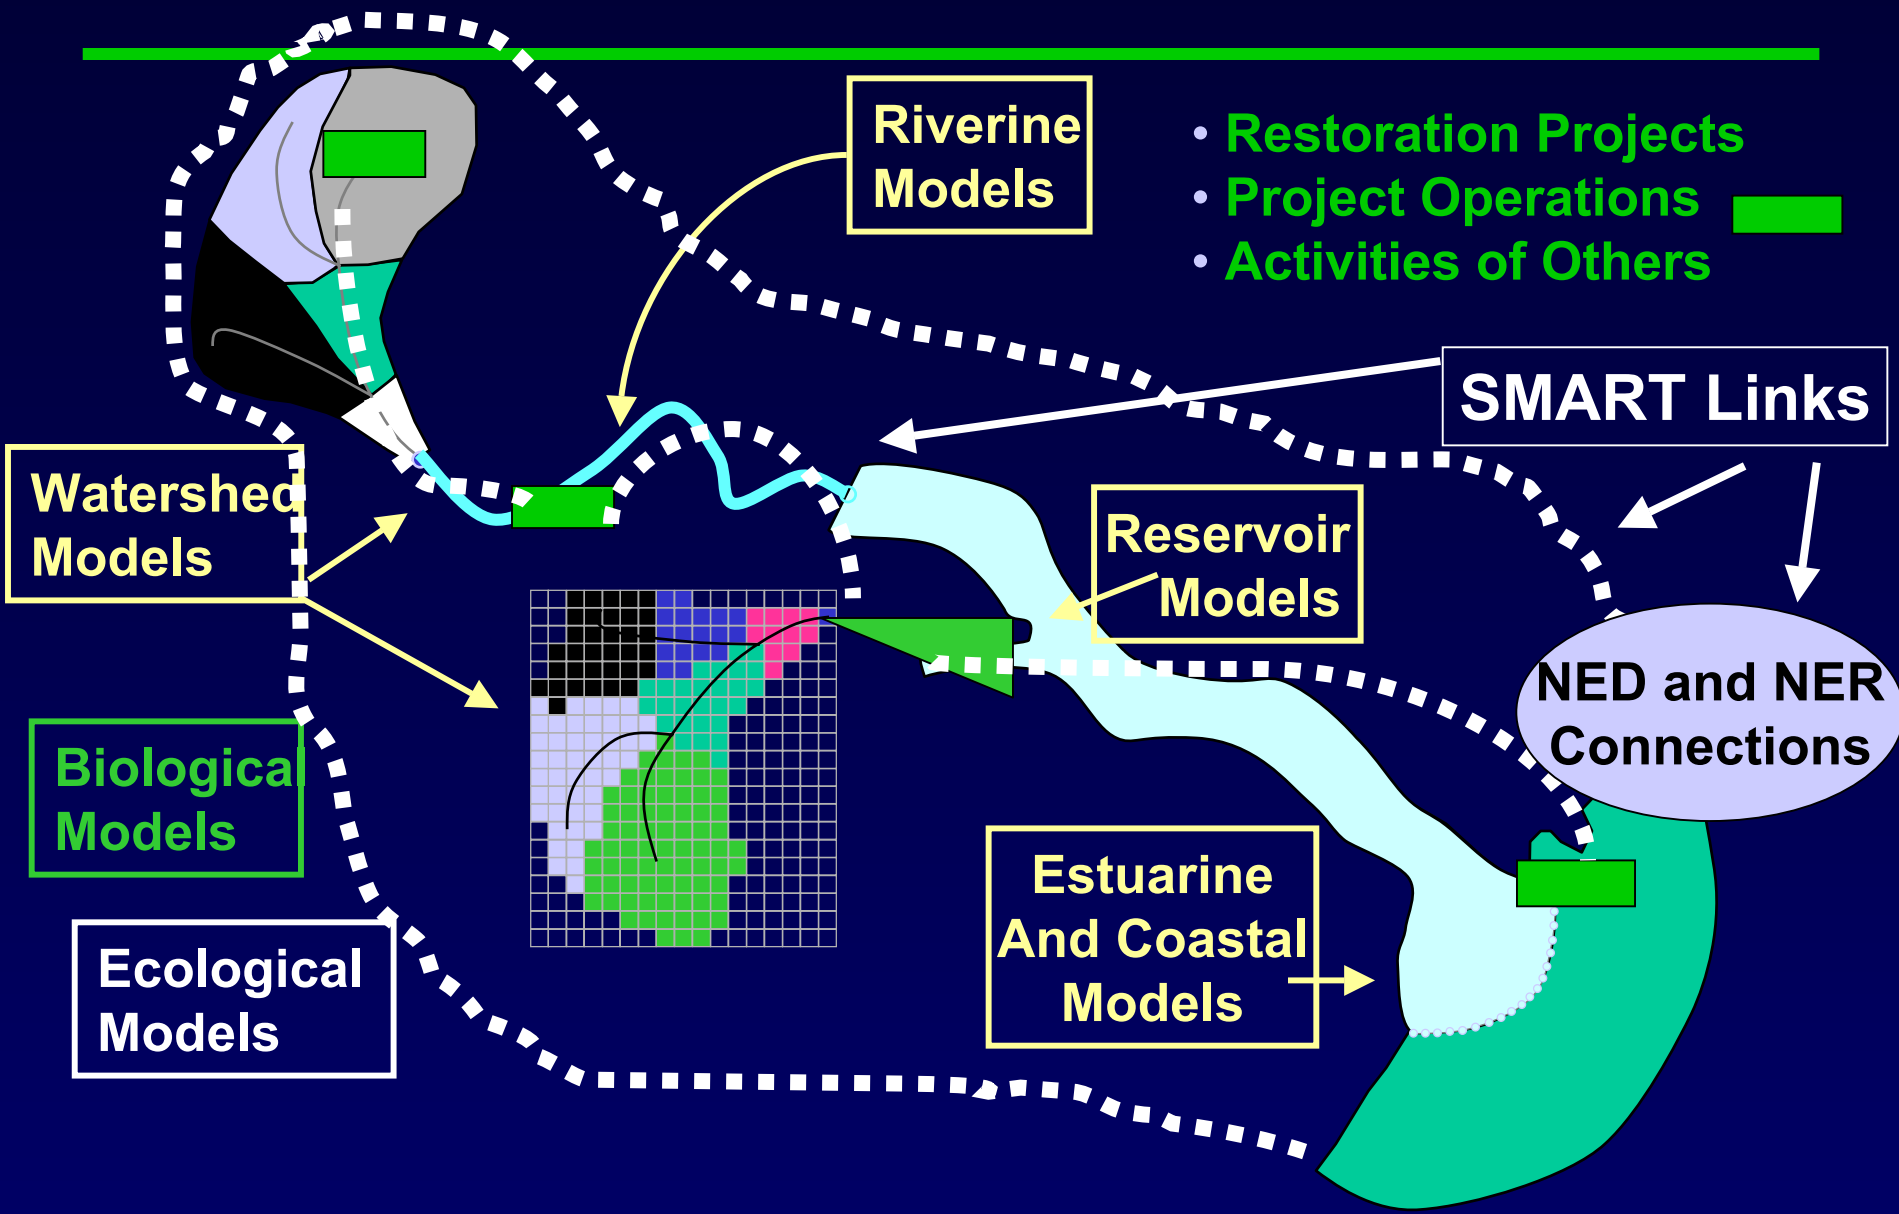 Riverine
Models
• Restoration Projects
• Project Operations
• Activities of Others
SMART Links
Watershed
Models
Reservoir
Models
NED and NER
Connections
Biological
Models
Estuarine
And Coastal
Models
Ecological
Models